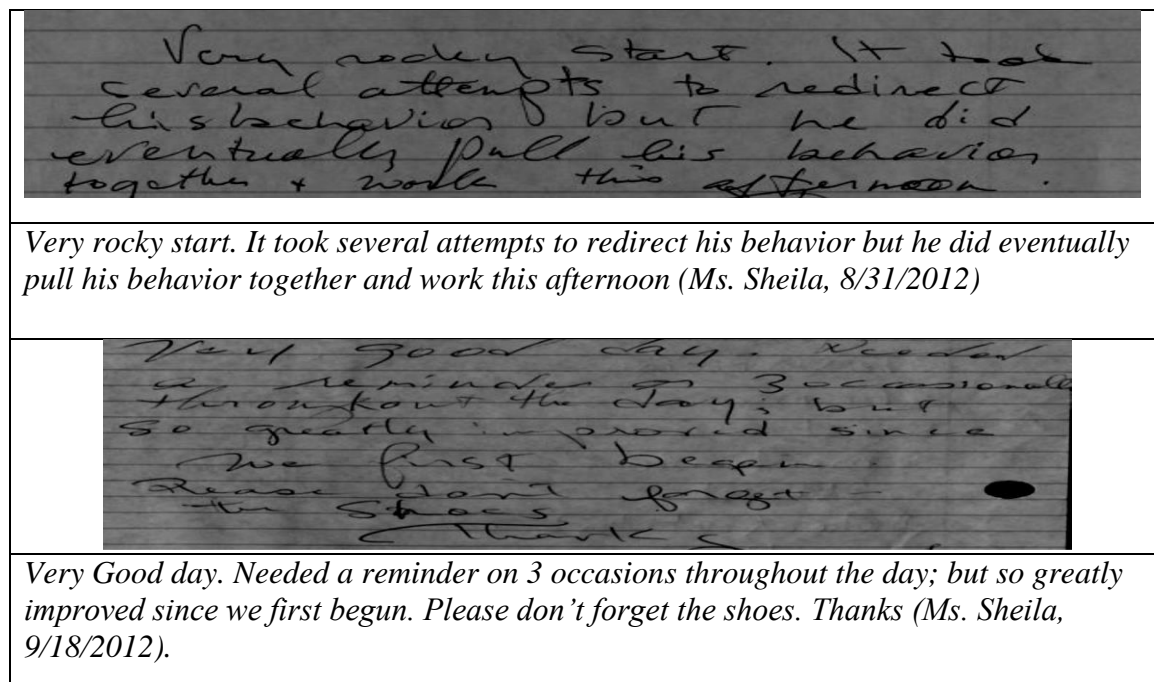 Very rocky start. It took
several attempts to redirect
his behavior but he did
eventually pull his behavior
together + work this afternoon.
Very rocky start. It took several attempts to redirect his behavior but he did eventually
pull his behavior together and work this afternoon (Ms. Sheila, 8/31/2012)
Very good day. Needed
a reminder on 3 occasionally
throughout the day; but
so greatly improved since
we first began.
Please don't forget -
the shoes
Thanks
Very Good day. Needed a reminder on 3 occasions throughout the day; but so greatly
improved since we first begun. Please don’t forget the shoes. Thanks (Ms. Sheila,
9/18/2012).